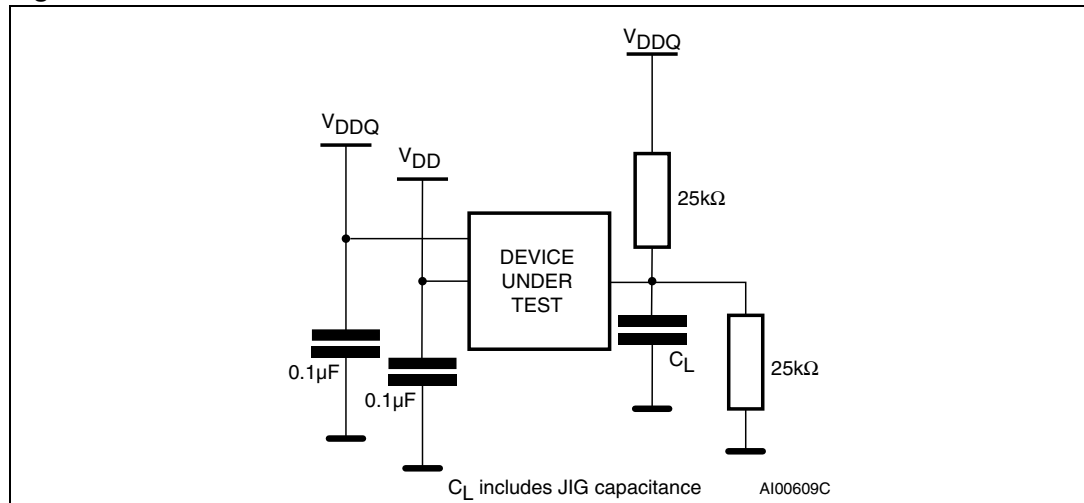 VDDQ
VDDQ
VDD
25kΩ
DEVICE
UNDER
TEST
0.1µF
0.1µF
CL
25kΩ
CL includes JIG capacitance
AI00609C